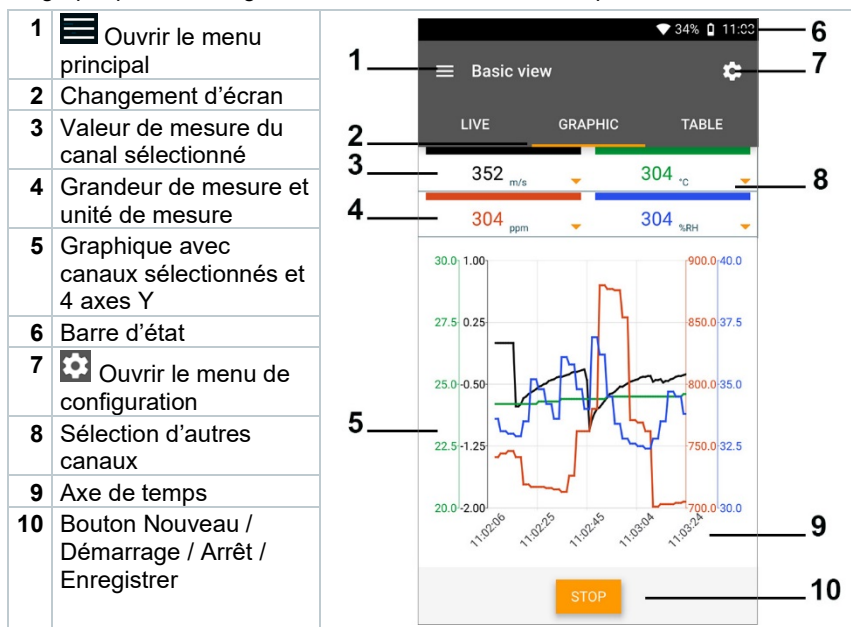 1 Ouvrir le menu
principal
2 Changement d'écran
3 Valeur de mesure du
canal sélectionné
4 Grandeur de mesure et
unité de mesure
5 Graphique avec
canaux sélectionnés et
4 axes Y
6 Barre d'état
7 Ouvrir le menu de
configuration
8 Sélection d'autres
canaux
9 Axe de temps
10 Bouton Nouveau /
Démarrage / Arrêt /
Enregistrer
34% 11:03 6
1 Basic view 7
2 LIVE GRAPHIC TABLE
3 352 m/s 304 °C 8
4 304 ppm 304 %RH
30.0 1.00 900.0 40.0
27.5 0.25 850.0 37.5
25.0 -0.50 800.0 35.0
5
22.5 -1.25 750.0 32.5
20.0 -2.00 700.0 30.0
11:02:06 11:02:25 11:02:45 11:03:04 11:03:24 9
STOP 10